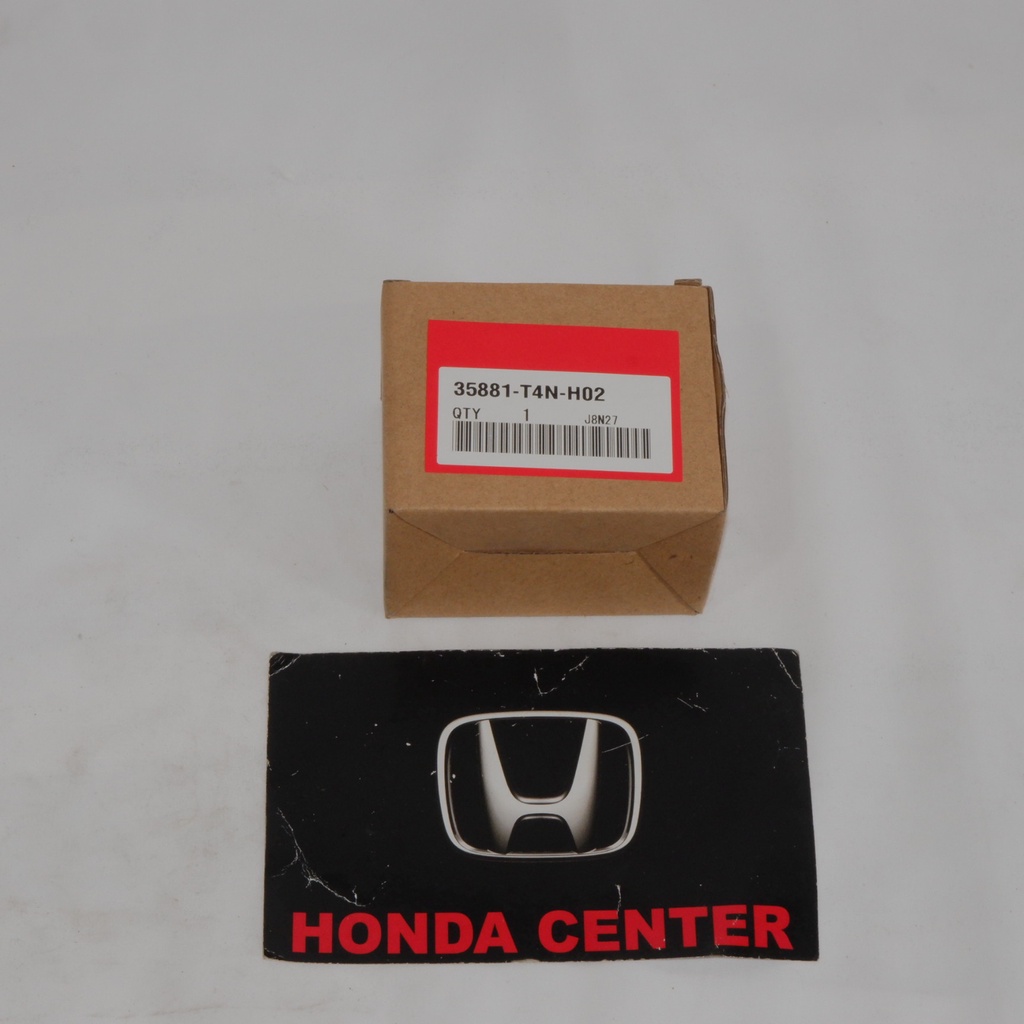 35881-T4N-H02
QTY 1 J8N27
HONDA CENTER